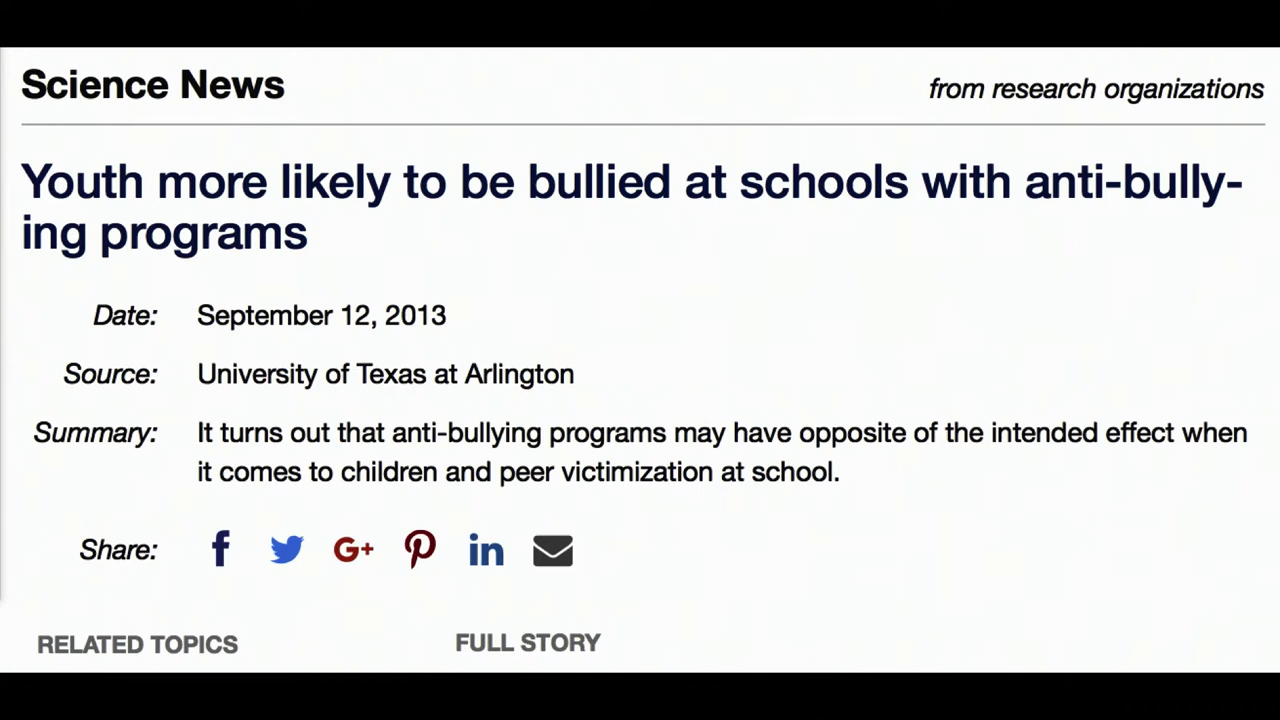 Science News
from research organizations
Youth more likely to be bullied at schools with anti-bully-
ing programs
Date: September 12, 2013
Source: University of Texas at Arlington
Summary: It turns out that anti-bullying programs may have opposite of the intended effect when
it comes to children and peer victimization at school.
Share: f G+ in
RELATED TOPICS
FULL STORY